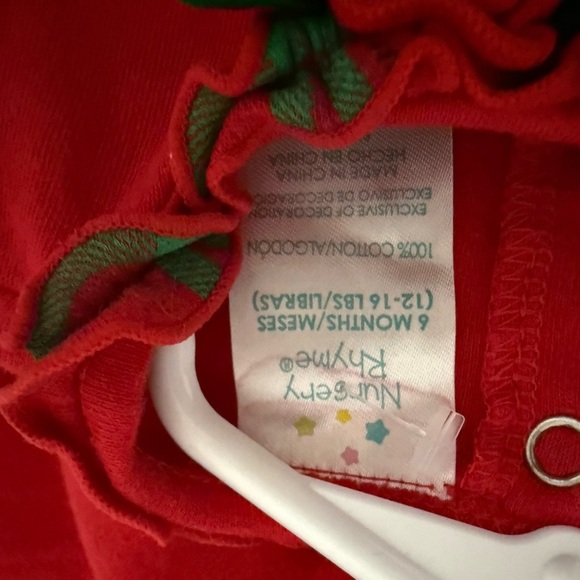 Nursery
Rhyme®
6 MONTHS/MESES
(12-16 LBS/LIBRAS)
100% COTTON/ALGODÓN
EXCLUSIVE OF DECORATION
EXCLUSIVO DE DECORACIÓ
MADE IN CHINA
HECHO EN CHINA